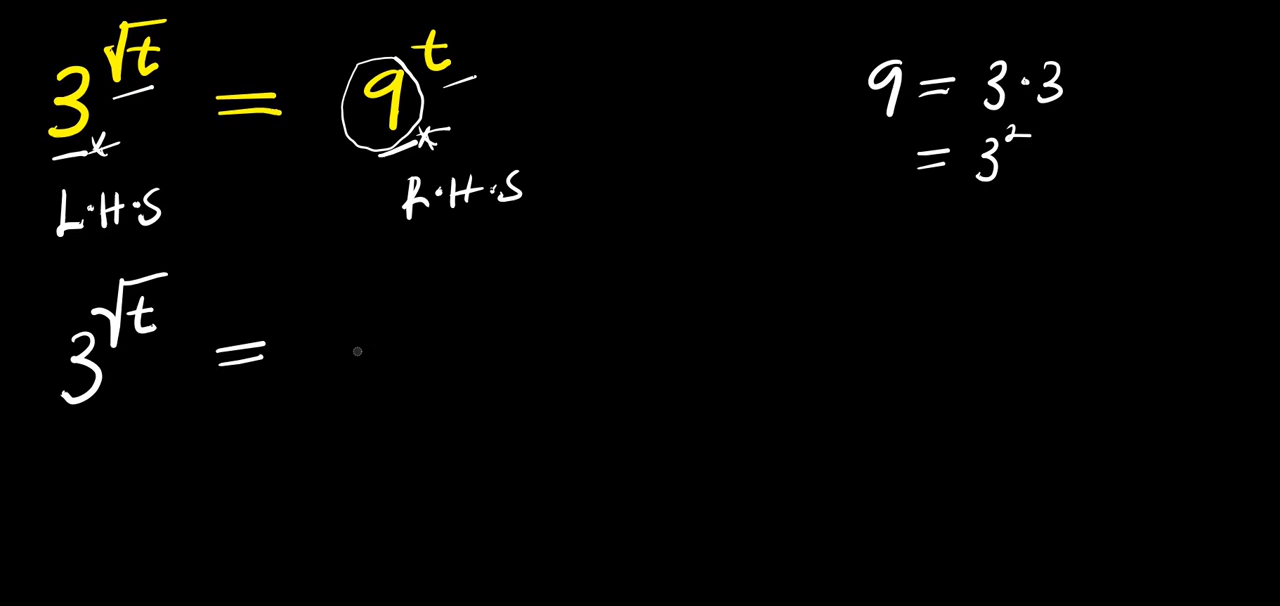 3^√t = 9^t
L.H.S R.H.S
9 = 3·3
= 3^2
3^√t =